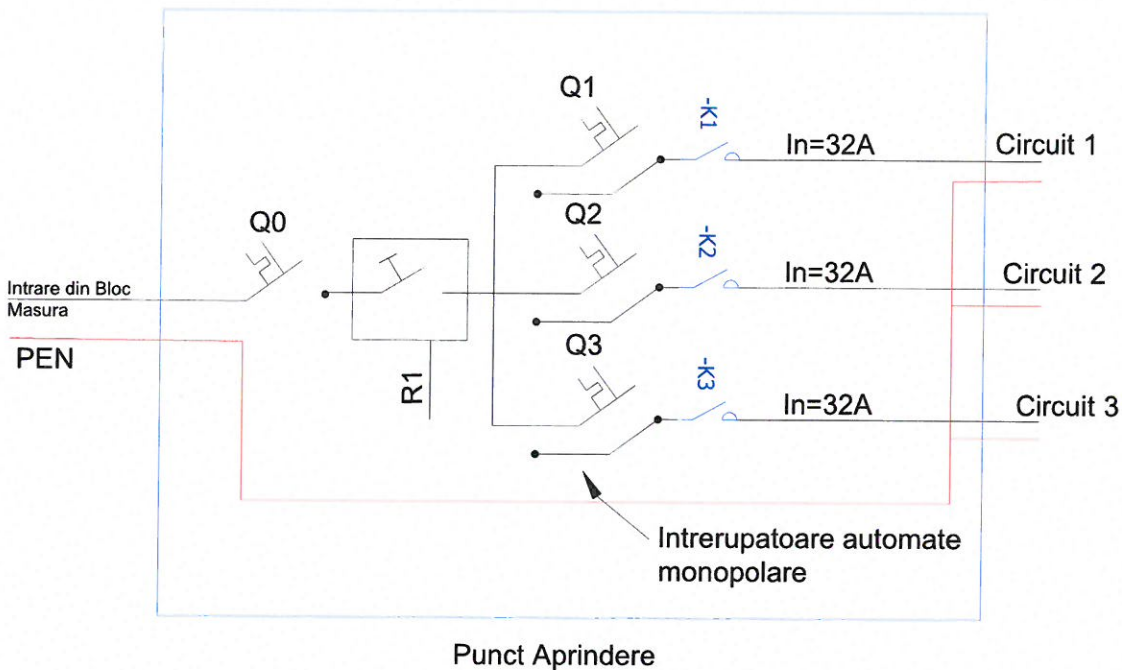 Q1
-K1
In=32A
Circuit 1
Q0
Q2
-K2
In=32A
Circuit 2
Intrare din Bloc
Masura
PEN
R1
Q3
-K3
In=32A
Circuit 3
Intrerupatoare automate
monopolare
Punct Aprindere